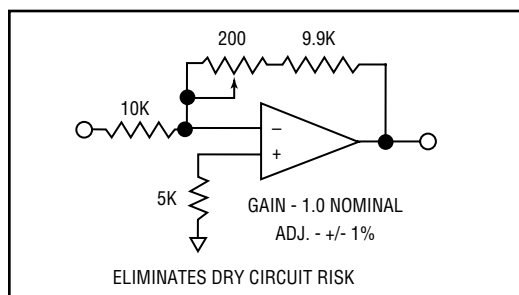 200
9.9K
10K
–
+
5K
GAIN - 1.0 NOMINAL
ADJ. - +/- 1%
ELIMINATES DRY CIRCUIT RISK